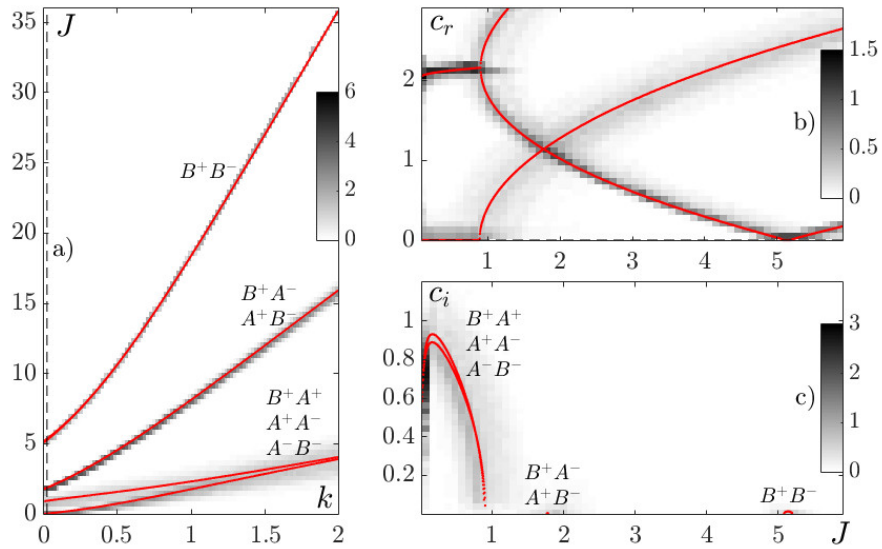 J
35
30
25
20
15
10
5
0
0 0.5 1 1.5 2
k
a)
6
4
2
0
B⁺B⁻
B⁺A⁻
A⁺B⁻
B⁺A⁺
A⁺A⁻
A⁻B⁻
c_r
2
1
0
1 2 3 4 5
b)
1.5
1
0.5
0
c_i
1
0.8
0.6
0.4
0.2
B⁺A⁺
A⁺A⁻
A⁻B⁻
B⁺A⁻
A⁺B⁻
B⁺B⁻
c)
3
2
1
0
0 1 2 3 4 5
J